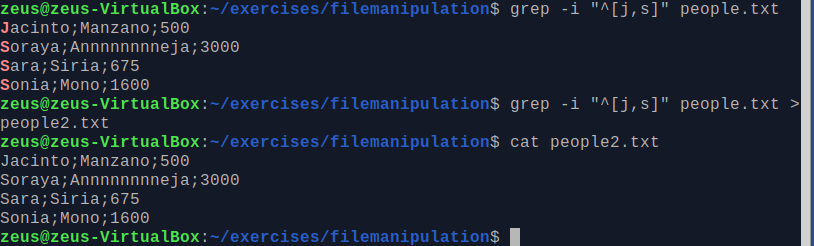 zeus@zeus-VirtualBox:~/exercises/filemanipulation$ grep -i "^[j,s]" people.txt
Jacinto;Manzano;500
Soraya;Annnnnnnneja;3000
Sara;Siria;675
Sonia;Mono;1600
zeus@zeus-VirtualBox:~/exercises/filemanipulation$ grep -i "^[j,s]" people.txt >
people2.txt
zeus@zeus-VirtualBox:~/exercises/filemanipulation$ cat people2.txt
Jacinto;Manzano;500
Soraya;Annnnnnnneja;3000
Sara;Siria;675
Sonia;Mono;1600
zeus@zeus-VirtualBox:~/exercises/filemanipulation$